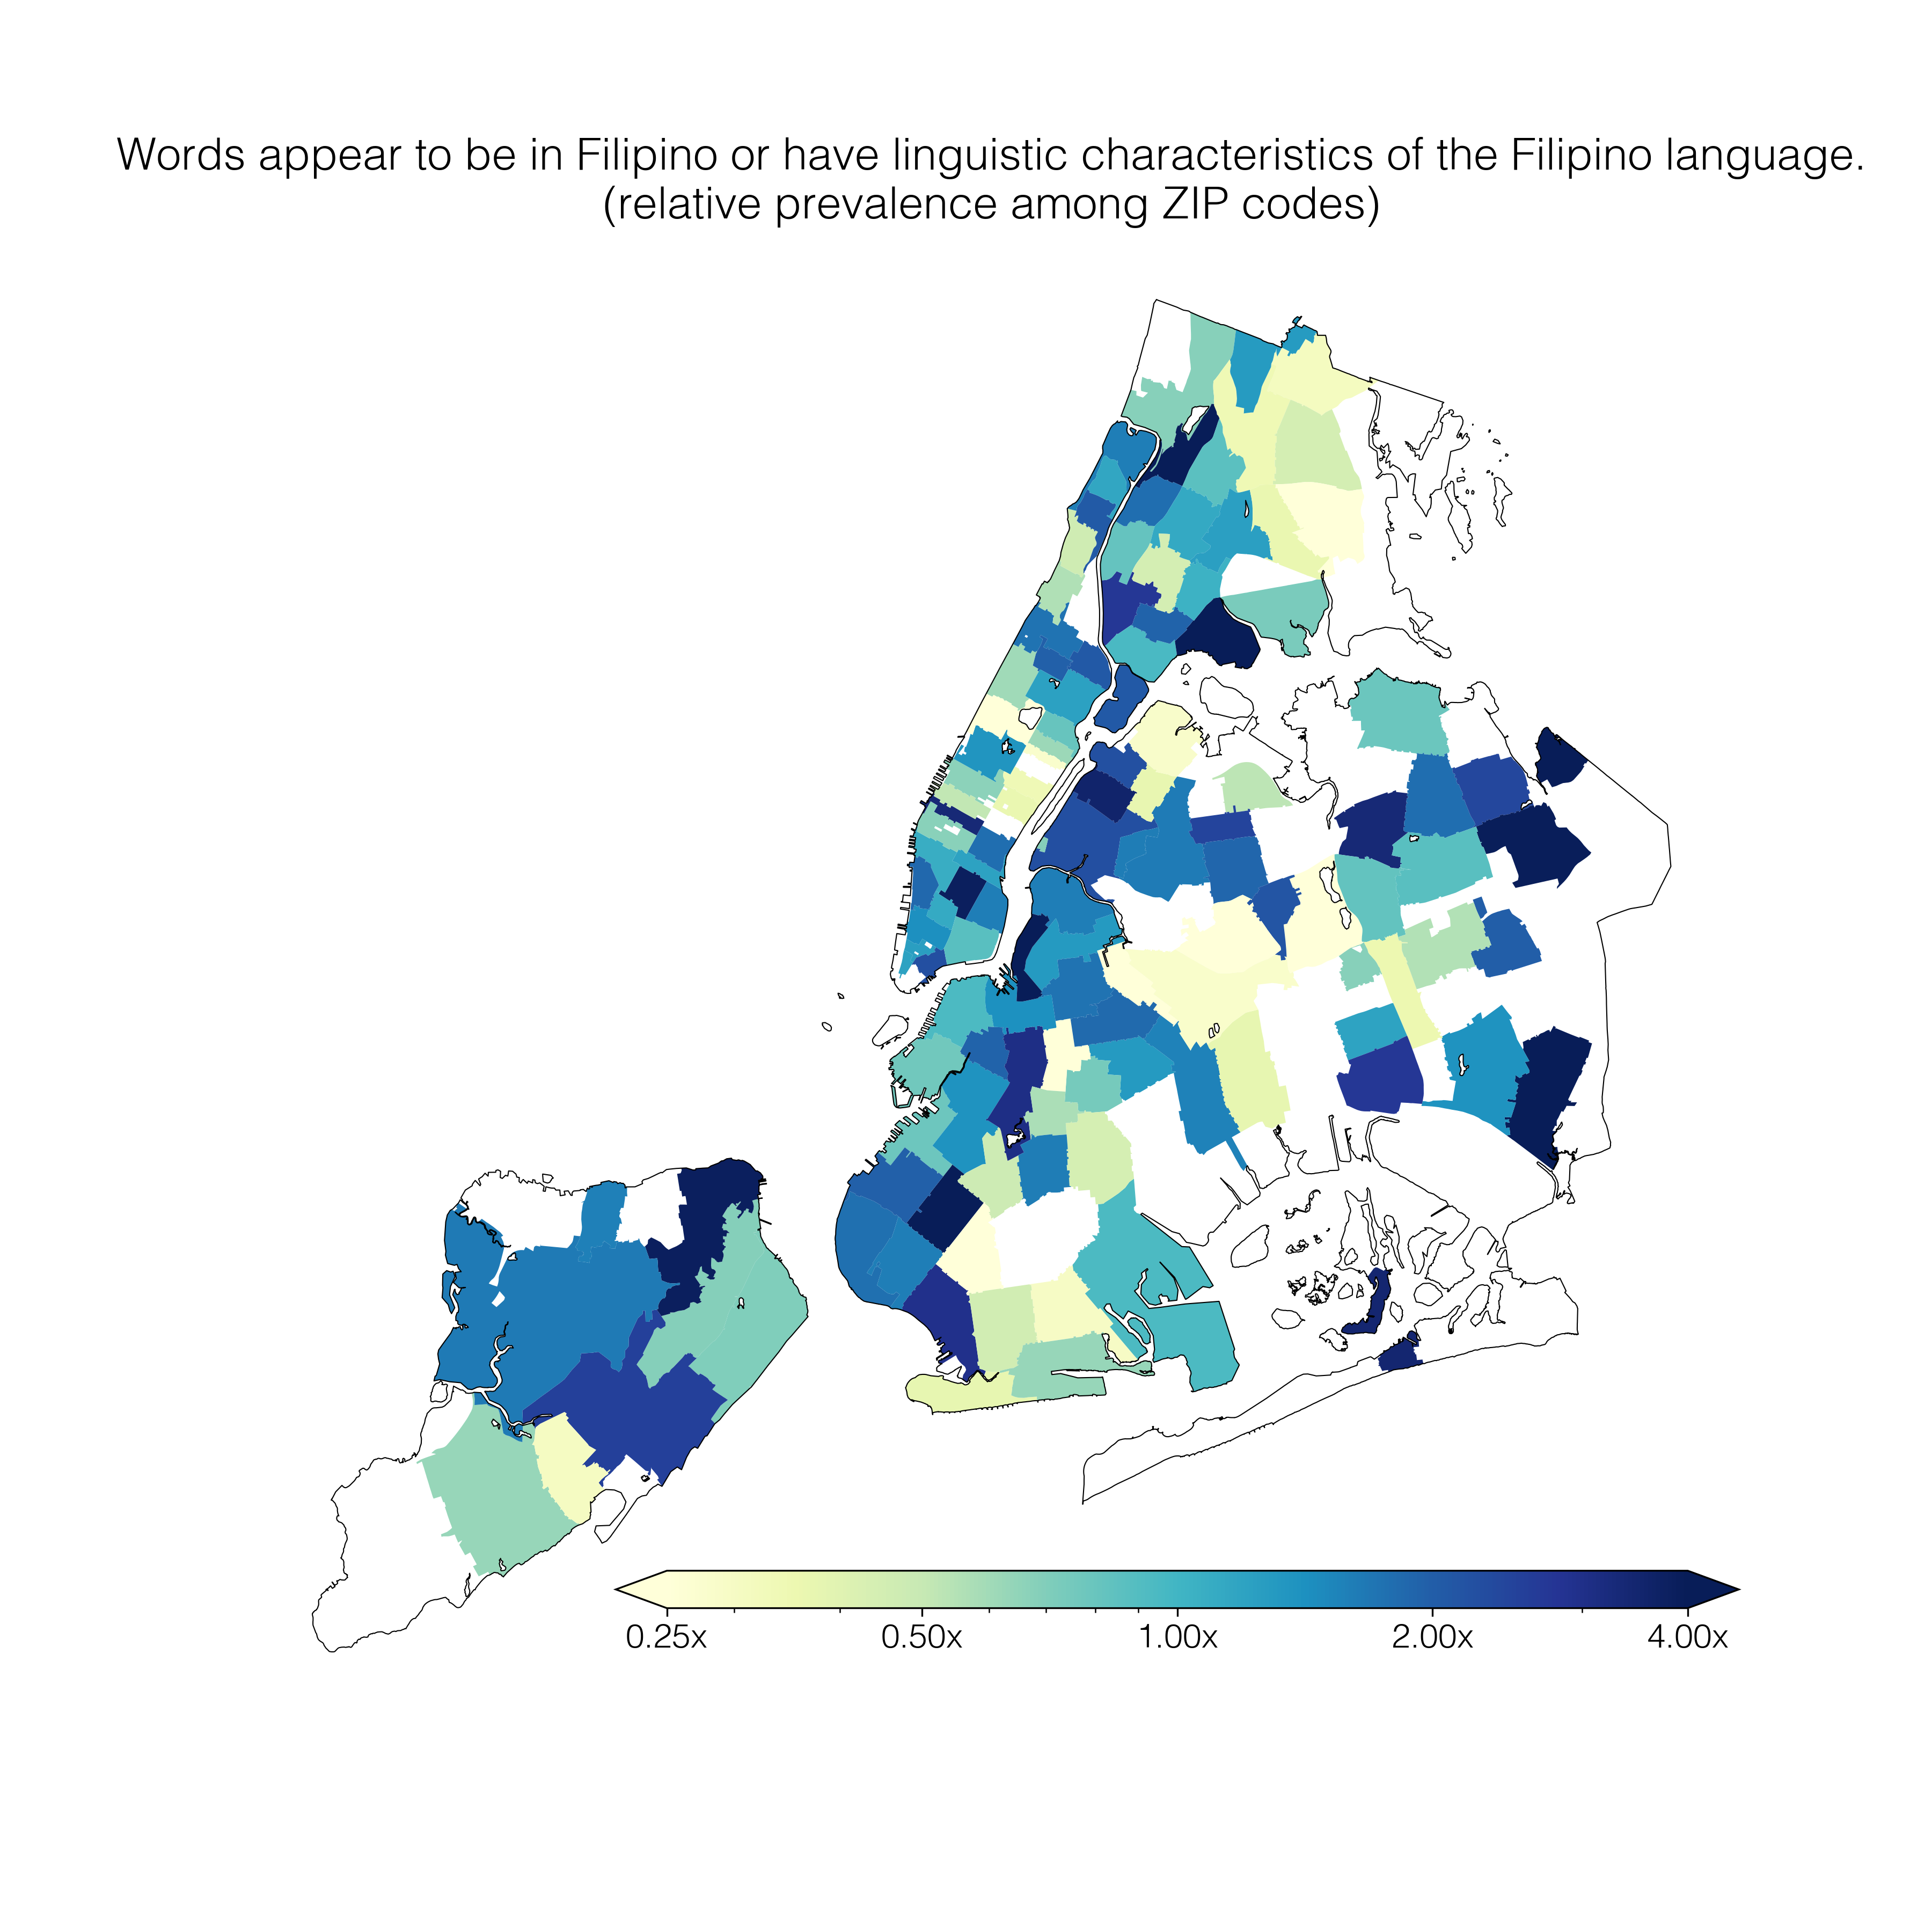 Words appear to be in Filipino or have linguistic characteristics of the Filipino language.
(relative prevalence among ZIP codes)
0.25x 0.50x 1.00x 2.00x 4.00x